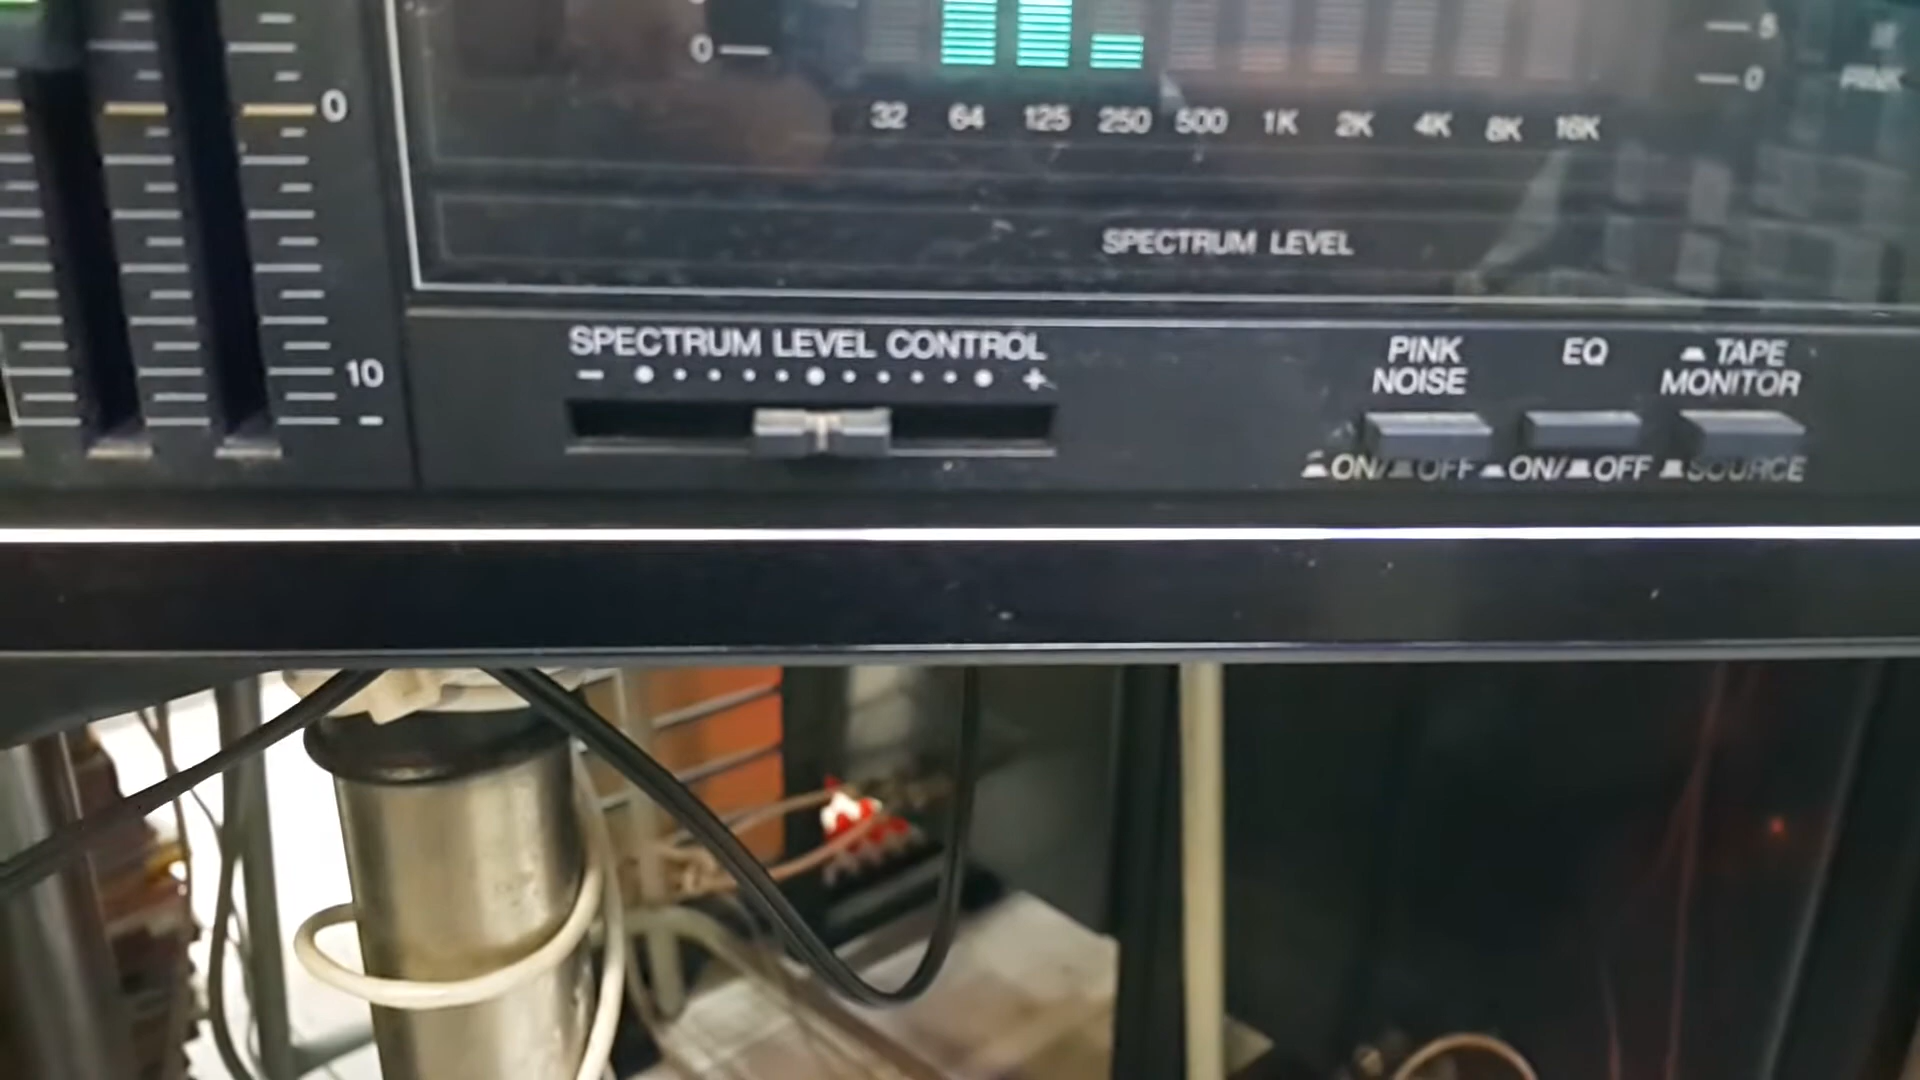 0
0
5
0
PINK
32 64 125 250 500 1K 2K 4K 8K 16K
SPECTRUM LEVEL
10
SPECTRUM LEVEL CONTROL
− +
PINK NOISE
ON/OFF
EQ
ON/OFF
TAPE MONITOR
SOURCE